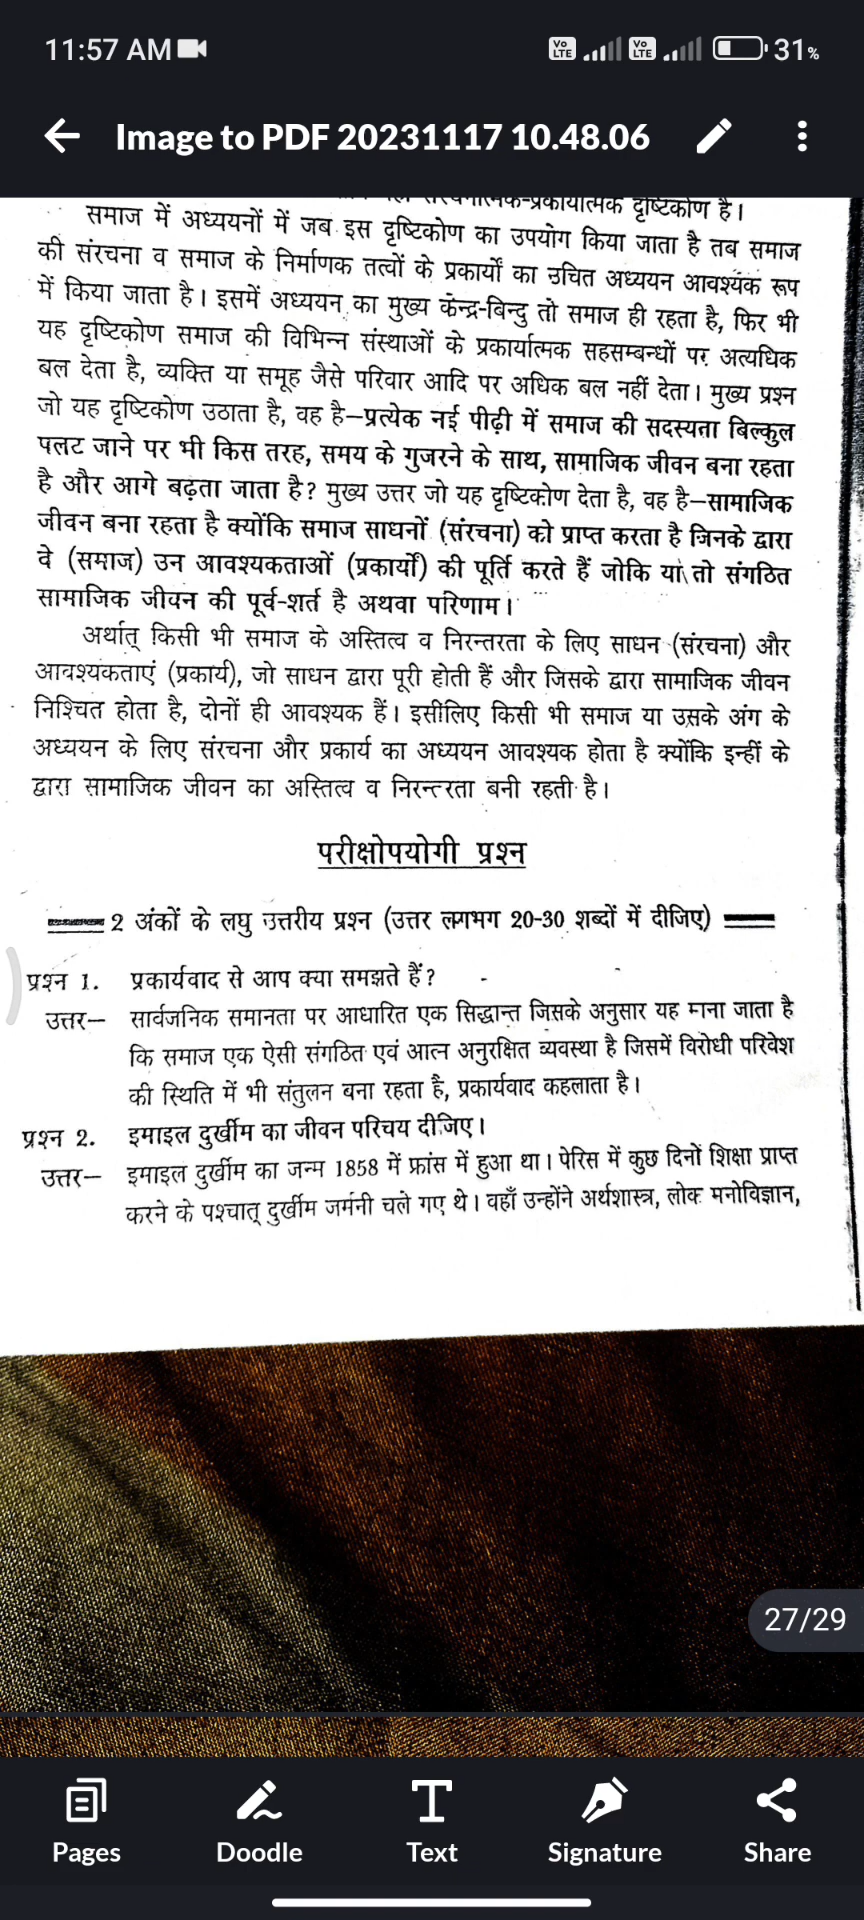 11:57 AM
Vo LTE Vo LTE 31%
Image to PDF 20231117 10.48.06
दृष्टिकोण है।
समाज में अध्ययनों में जब इस दृष्टिकोण का उपयोग किया जाता है तब समाज
की संरचना व समाज के निर्माणक तत्वों के प्रकार्यों का उचित अध्ययन आवश्यक रूप
में किया जाता है। इसमें अध्ययन का मुख्य केन्द्र-बिन्दु तो समाज ही रहता है, फिर भी
यह दृष्टिकोण समाज की विभिन्न संस्थाओं के प्रकार्यात्मक सहसम्बन्धों पर अत्यधिक
बल देता है, व्यक्ति या समूह जैसे परिवार आदि पर अधिक बल नहीं देता। मुख्य प्रश्न
जो यह दृष्टिकोण उठाता है, वह है–प्रत्येक नई पीढ़ी में समाज की सदस्यता बिल्कुल
पलट जाने पर भी किस तरह, समय के गुजरने के साथ, सामाजिक जीवन बना रहता
है और आगे बढ़ता जाता है? मुख्य उत्तर जो यह दृष्टिकोण देता है, वह है–सामाजिक
जीवन बना रहता है क्योंकि समाज साधनों (संरचना) को प्राप्त करता है जिनके द्वारा
वे (समाज) उन आवश्यकताओं (प्रकार्यों) की पूर्ति करते हैं जोकि या तो संगठित
सामाजिक जीवन की पूर्व-शर्त है अथवा परिणाम।
अर्थात् किसी भी समाज के अस्तित्व व निरन्तरता के लिए साधन (संरचना) और
आवश्यकताएं (प्रकार्य), जो साधन द्वारा पूरी होती हैं और जिसके द्वारा सामाजिक जीवन
निश्चित होता है, दोनों ही आवश्यक हैं। इसीलिए किसी भी समाज या उसके अंग के
अध्ययन के लिए संरचना और प्रकार्य का अध्ययन आवश्यक होता है क्योंकि इन्हीं के
द्वारा सामाजिक जीवन का अस्तित्व व निरन्तरता बनी रहती है।
परीक्षोपयोगी प्रश्न
2 अंकों के लघु उत्तरीय प्रश्न (उत्तर लगभग 20-30 शब्दों में दीजिए)
प्रश्न 1. प्रकार्यवाद से आप क्या समझते हैं?
उत्तर– सार्वजनिक समानता पर आधारित एक सिद्धान्त जिसके अनुसार यह माना जाता है
कि समाज एक ऐसी संगठित एवं आत्म अनुरक्षित व्यवस्था है जिसमें विरोधी परिवेश
की स्थिति में भी संतुलन बना रहता है, प्रकार्यवाद कहलाता है।
प्रश्न 2. इमाइल दुर्खीम का जीवन परिचय दीजिए।
उत्तर– इमाइल दुर्खीम का जन्म 1858 में फ्रांस में हुआ था। पेरिस में कुछ दिनों शिक्षा प्राप्त
करने के पश्चात् दुर्खीम जर्मनी चले गए थे। वहाँ उन्होंने अर्थशास्त्र, लोक मनोविज्ञान,
27/29
Pages Doodle Text Signature Share